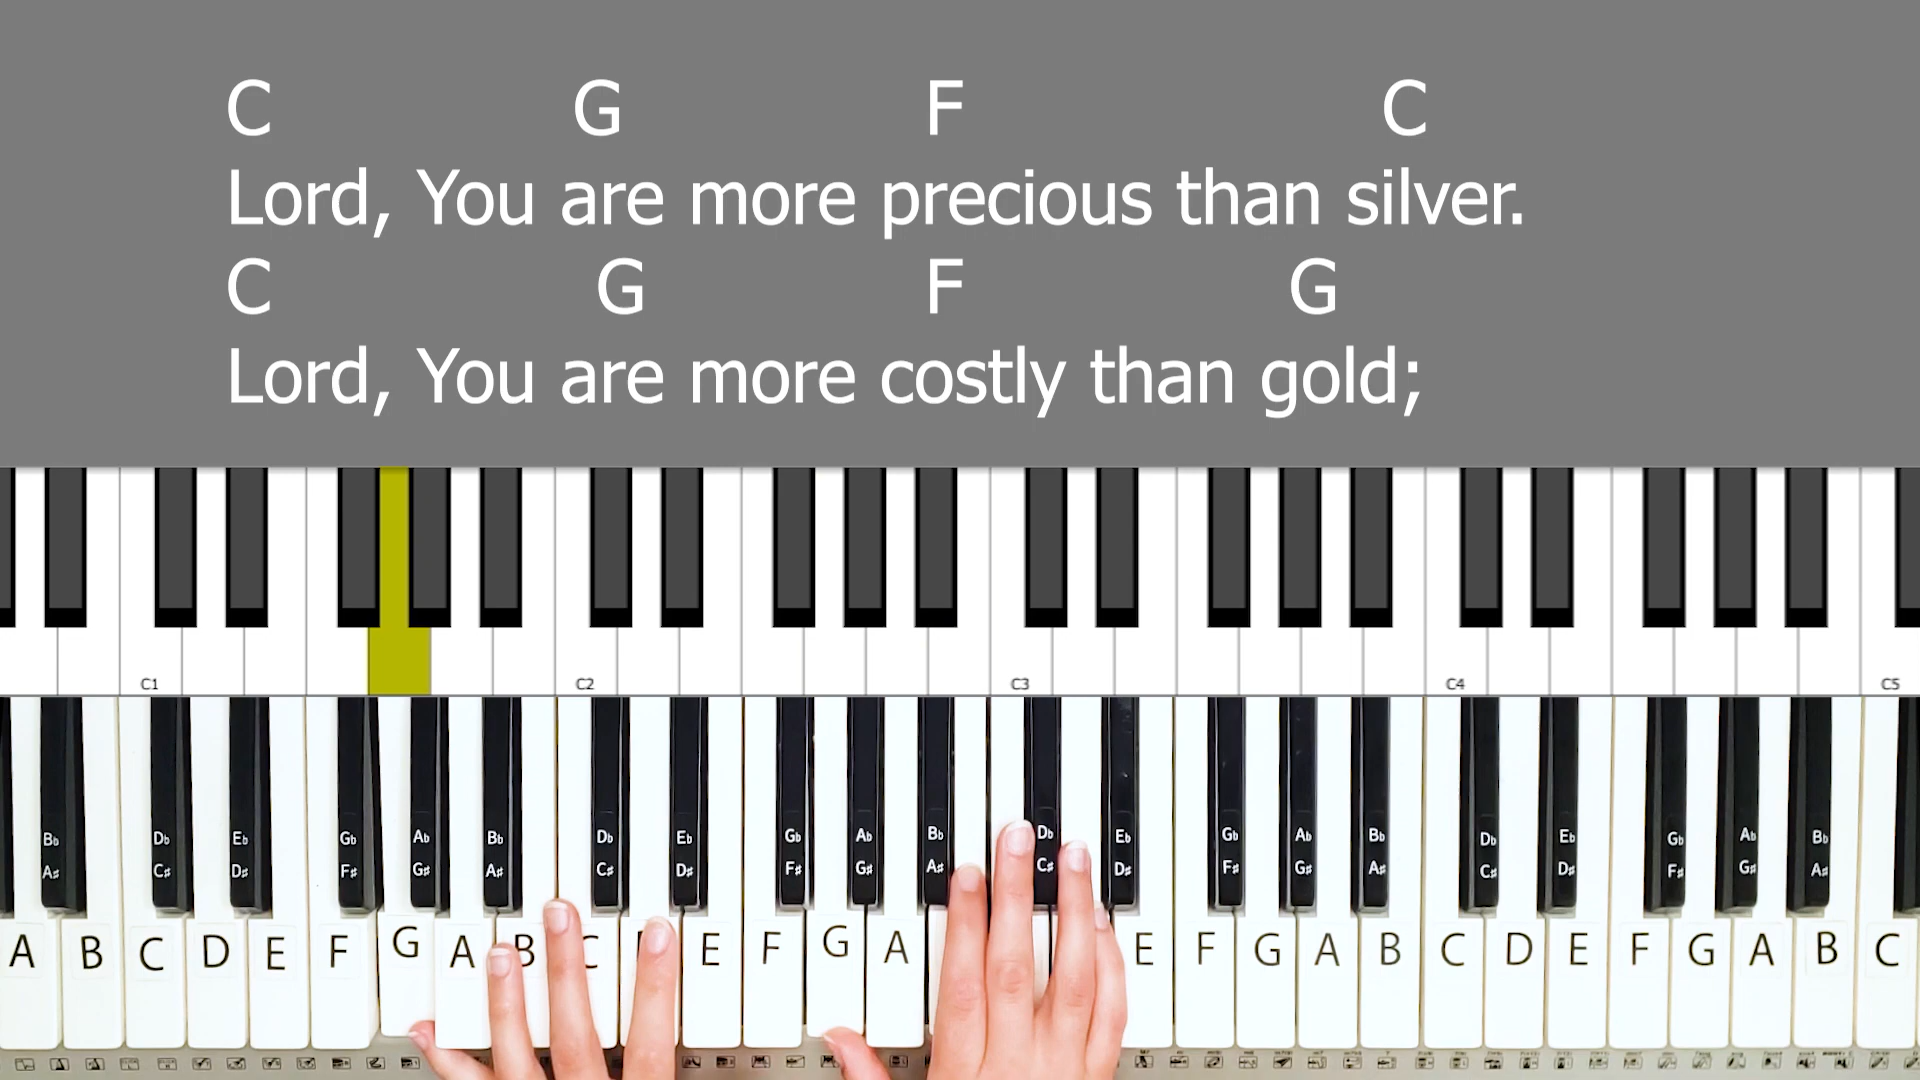 C G F C
Lord, You are more precious than silver.
C G F G
Lord, You are more costly than gold;
C1 C2 C3 C4 C5
Bb Db Eb Gb Ab Bb Db Eb Gb Ab Bb Db Eb Gb Ab Bb Db Eb Gb Ab Bb
A# C# D# F# G# A# C# D# F# G# A# C# D# F# G# A# C# D# F# G# A#
A B C D E F G A B C E F G A E F G A B C D E F G A B C